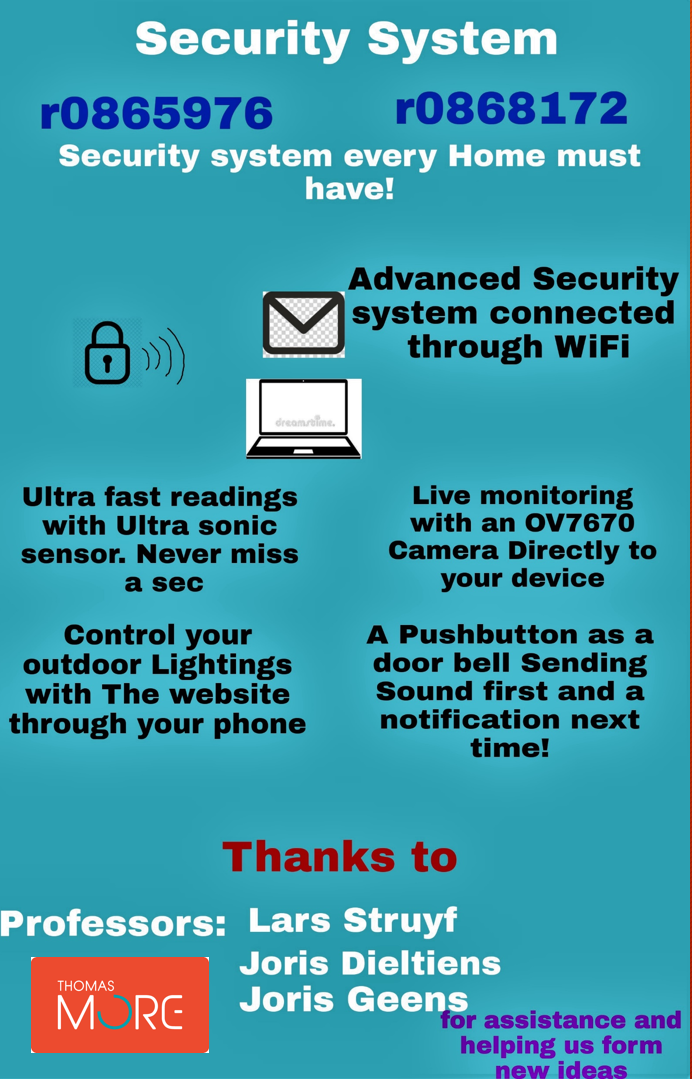 Security System
r0865976
r0868172
Security system every Home must
have!
Advanced Security
system connected
through WiFi
dreamstime.
Ultra fast readings
with Ultra sonic
sensor. Never miss
a sec
Live monitoring
with an OV7670
Camera Directly to
your device
Control your
outdoor Lightings
with The website
through your phone
A Pushbutton as a
door bell Sending
Sound first and a
notification next
time!
Thanks to
Professors:
Lars Struyf
Joris Dieltiens
Joris Geens
THOMAS
MORE
for assistance and
helping us form
new ideas